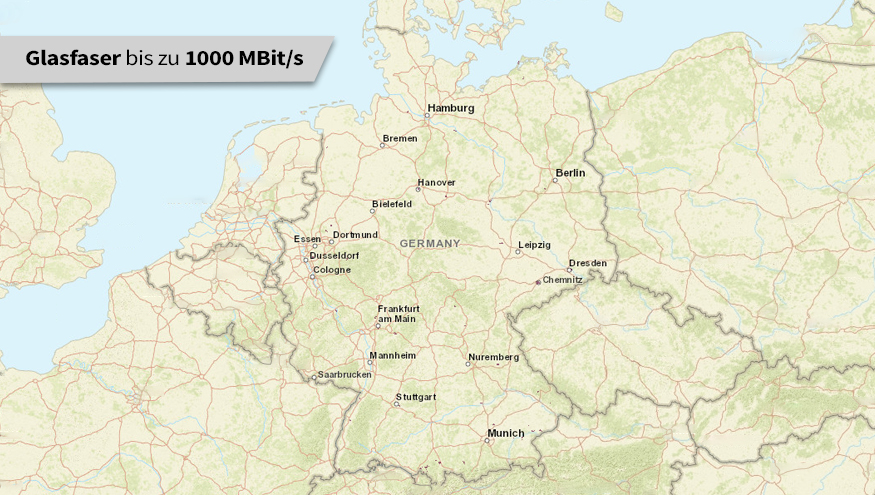 Glasfaser bis zu 1000 MBit/s
Hamburg
Bremen
Berlin
Hanover
Bielefeld
Essen
Dortmund
GERMANY
Leipzig
Dusseldorf
Dresden
Cologne
Chemnitz
Frankfurt
am Main
Mannheim
Nuremberg
Saarbrucken
Stuttgart
Munich